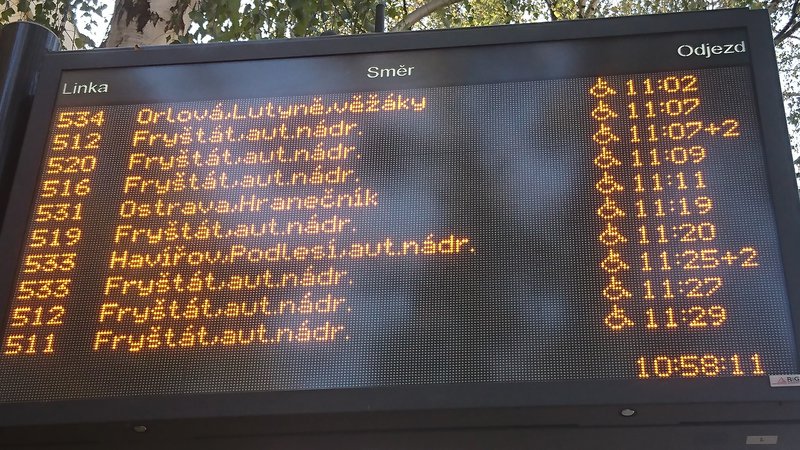 Linka Směr Odjezd
534 Orlová,Lutyně,věžáky 11:02
512 Fryštát,aut.nádr. 11:07
520 Fryštát,aut.nádr. 11:07+2
516 Fryštát,aut.nádr. 11:09
531 Ostrava,Hranečník 11:11
519 Fryštát,aut.nádr. 11:19
533 Havířov,Podlesí,aut.nádr. 11:20
533 Fryštát,aut.nádr. 11:25+2
512 Fryštát,aut.nádr. 11:27
511 Fryštát,aut.nádr. 11:29
10:58:11